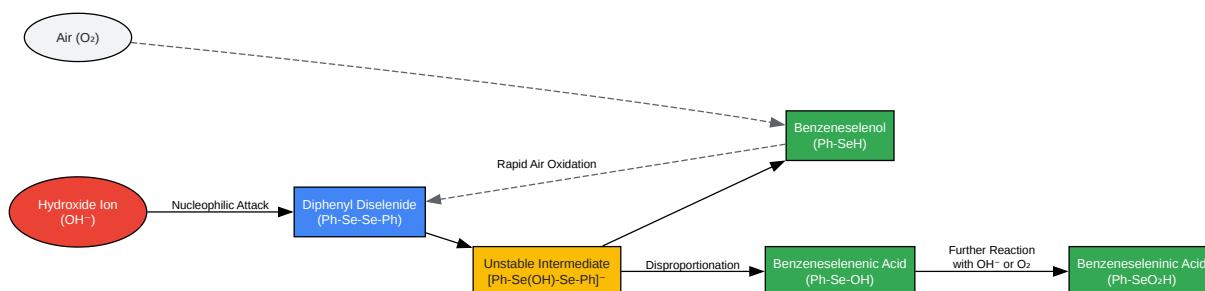 Air (O₂)
Benzeneselenol
(Ph-SeH)
Rapid Air Oxidation
Hydroxide Ion
(OH⁻)
Nucleophilic Attack
Diphenyl Diselenide
(Ph-Se-Se-Ph)
Unstable Intermediate
[Ph-Se(OH)-Se-Ph]⁻
Disproportionation
Benzeneselenenic Acid
(Ph-Se-OH)
Further Reaction
with OH⁻ or O₂
Benzeneseleninic Acid
(Ph-SeO₂H)